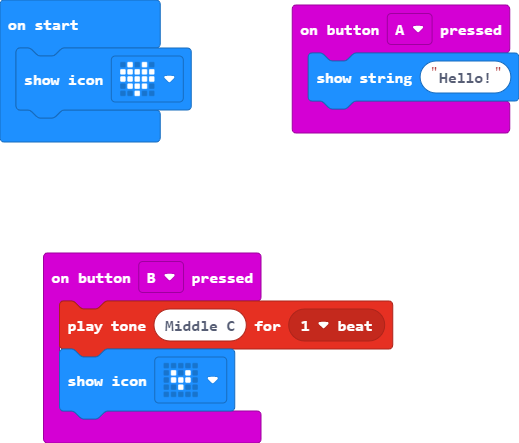 on start
show icon
on button A pressed
show string "Hello!"
on button B pressed
play tone Middle C for 1 beat
show icon